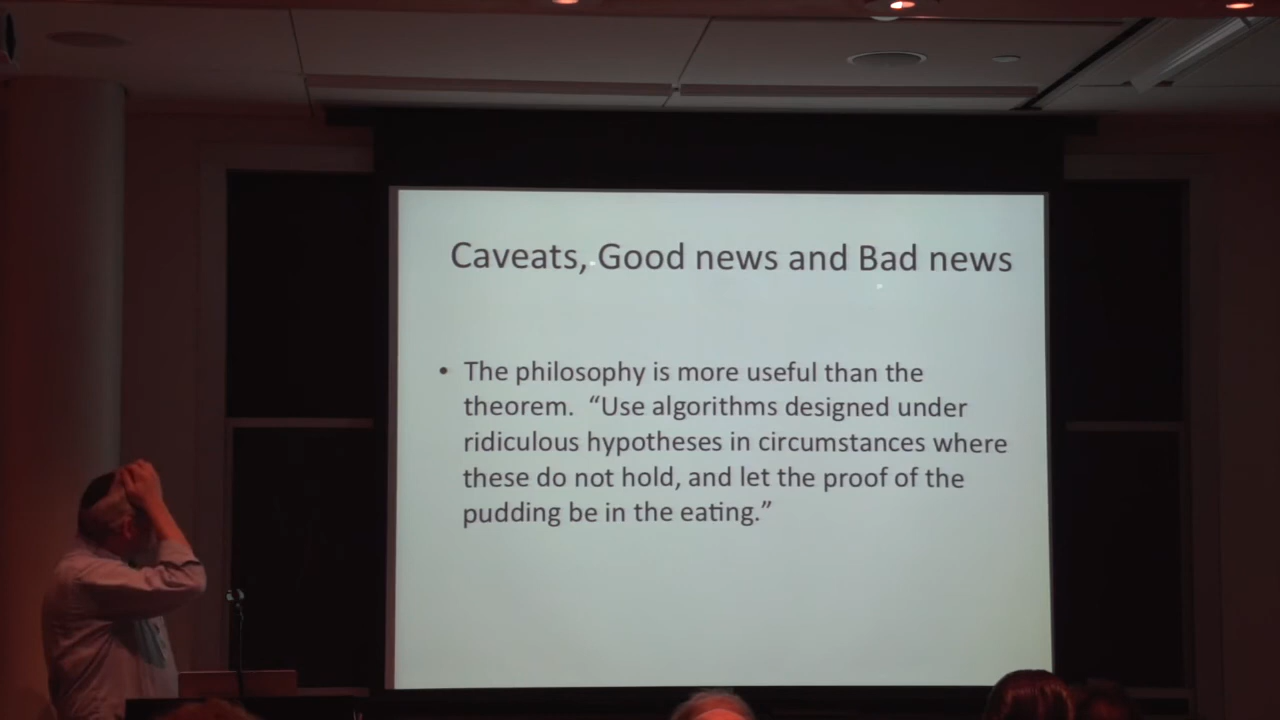 Caveats, Good news and Bad news
• The philosophy is more useful than the
theorem. “Use algorithms designed under
ridiculous hypotheses in circumstances where
these do not hold, and let the proof of the
pudding be in the eating.”